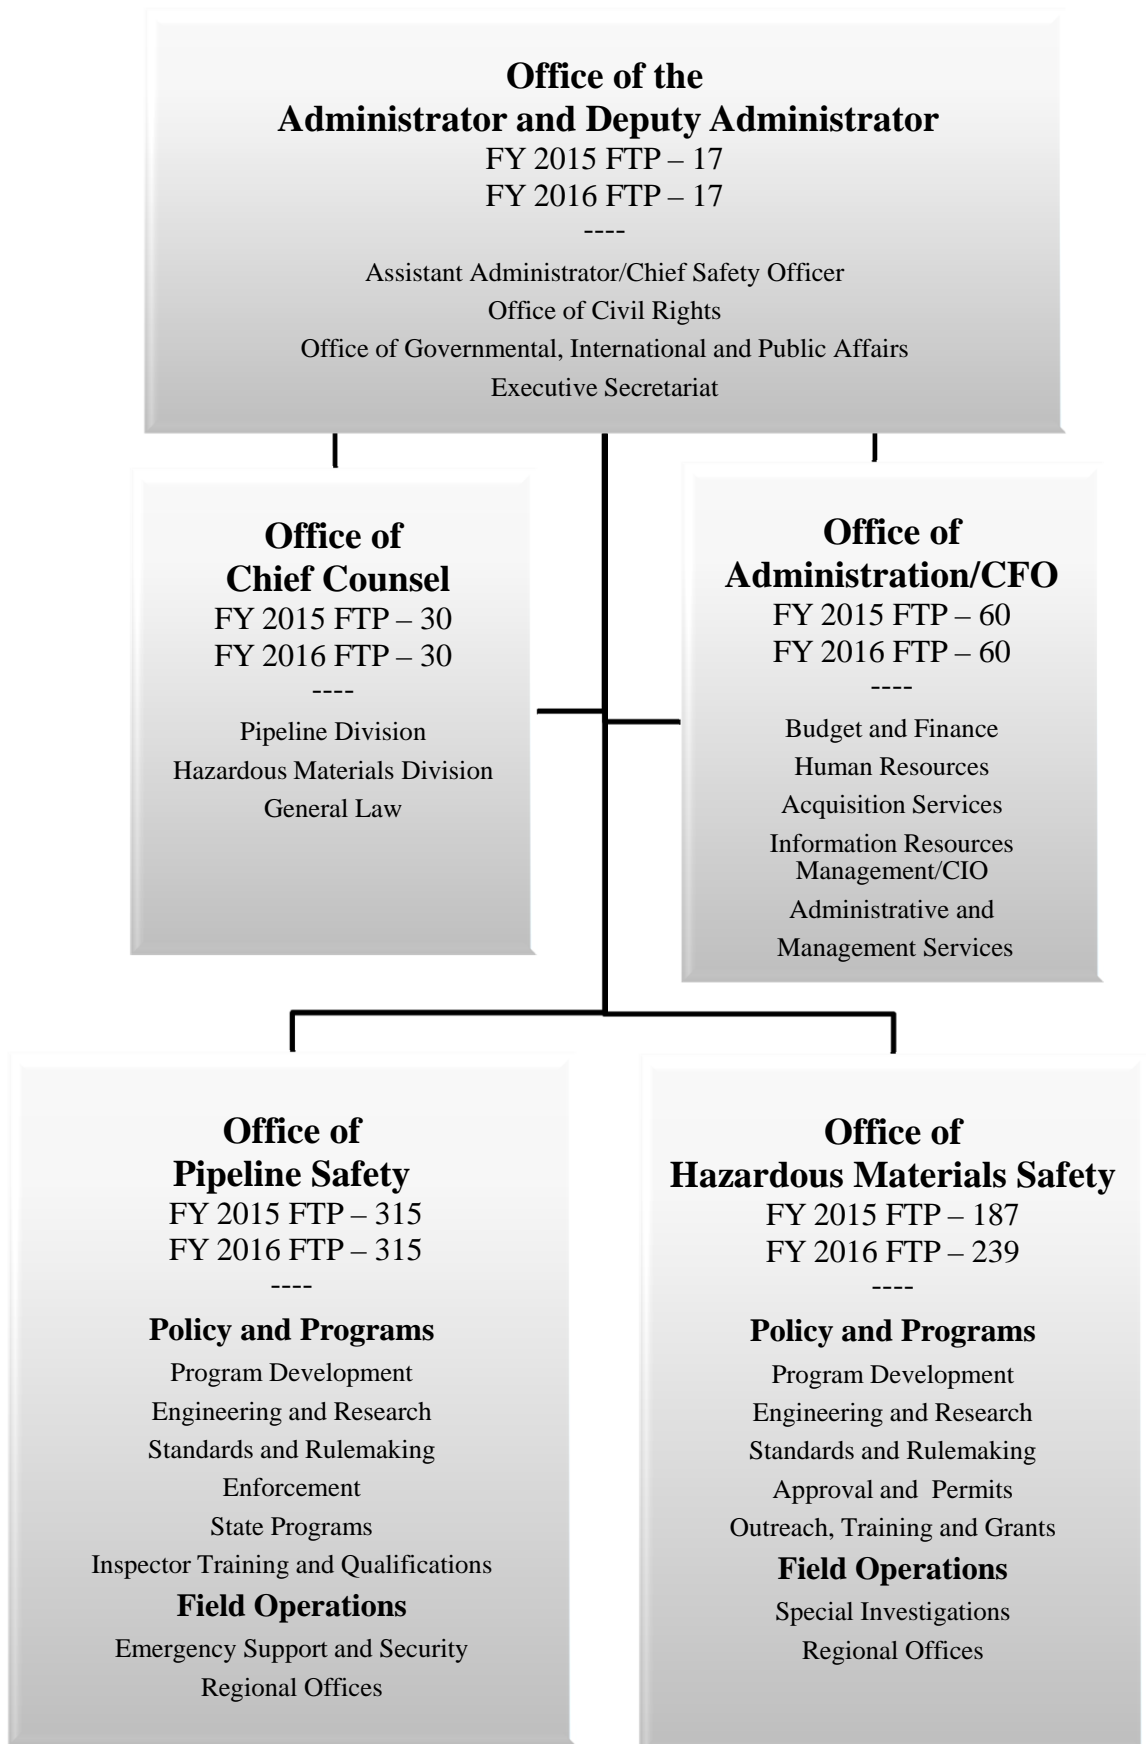 Office of the
Administrator and Deputy Administrator
FY 2015 FTP – 17
FY 2016 FTP – 17
----
Assistant Administrator/Chief Safety Officer
Office of Civil Rights
Office of Governmental, International and Public Affairs
Executive Secretariat
Office of
Chief Counsel
FY 2015 FTP – 30
FY 2016 FTP – 30
----
Pipeline Division
Hazardous Materials Division
General Law
Office of
Administration/CFO
FY 2015 FTP – 60
FY 2016 FTP – 60
----
Budget and Finance
Human Resources
Acquisition Services
Information Resources
Management/CIO
Administrative and
Management Services
Office of
Pipeline Safety
FY 2015 FTP – 315
FY 2016 FTP – 315
----
Policy and Programs
Program Development
Engineering and Research
Standards and Rulemaking
Enforcement
State Programs
Inspector Training and Qualifications
Field Operations
Emergency Support and Security
Regional Offices
Office of
Hazardous Materials Safety
FY 2015 FTP – 187
FY 2016 FTP – 239
----
Policy and Programs
Program Development
Engineering and Research
Standards and Rulemaking
Approval and  Permits
Outreach, Training and Grants
Field Operations
Special Investigations
Regional Offices